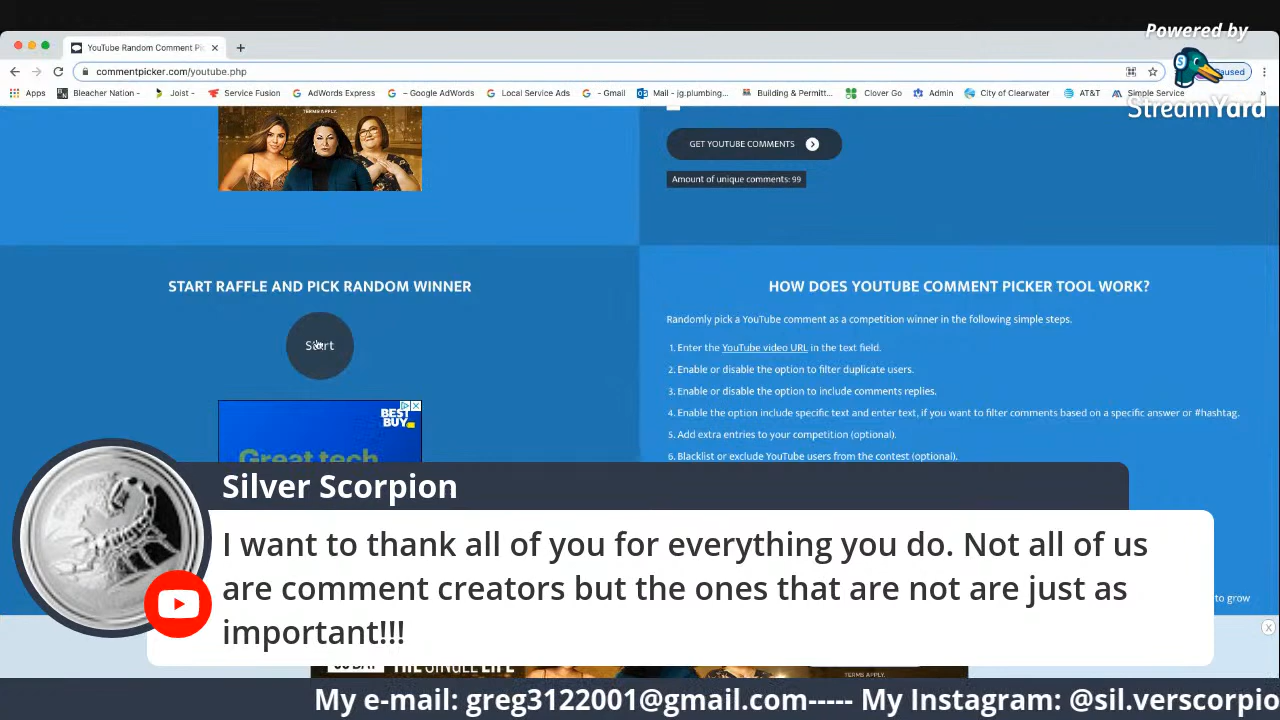 Powered by
StreamYard
YouTube Random Comment Pic
commentpicker.com/youtube.php
Paused
Apps
Bleacher Nation -
Joist -
Service Fusion
AdWords Express
- Google AdWords
Local Service Ads
- Gmail
Mail - jg.plumbing...
Building & Permitt...
Clover Go
Admin
City of Clearwater
AT&T
Simple Service
»
TERMS APPLY.
GET YOUTUBE COMMENTS
Amount of unique comments: 99
START RAFFLE AND PICK RANDOM WINNER
Start
BEST
BUY
Great tech
HOW DOES YOUTUBE COMMENT PICKER TOOL WORK?
Randomly pick a YouTube comment as a competition winner in the following simple steps.
1. Enter the YouTube video URL in the text field.
2. Enable or disable the option to filter duplicate users.
3. Enable or disable the option to include comments replies.
4. Enable the option include specific text and enter text, if you want to filter comments based on a specific answer or #hashtag.
5. Add extra entries to your competition (optional).
6. Blacklist or exclude YouTube users from the contest (optional).
to grow
Silver Scorpion
I want to thank all of you for everything you do. Not all of us
are comment creators but the ones that are not are just as
important!!!
THE SINGLE LIFE
TERMS APPLY.
My e-mail: greg3122001@gmail.com----- My Instagram: @sil.verscorpio